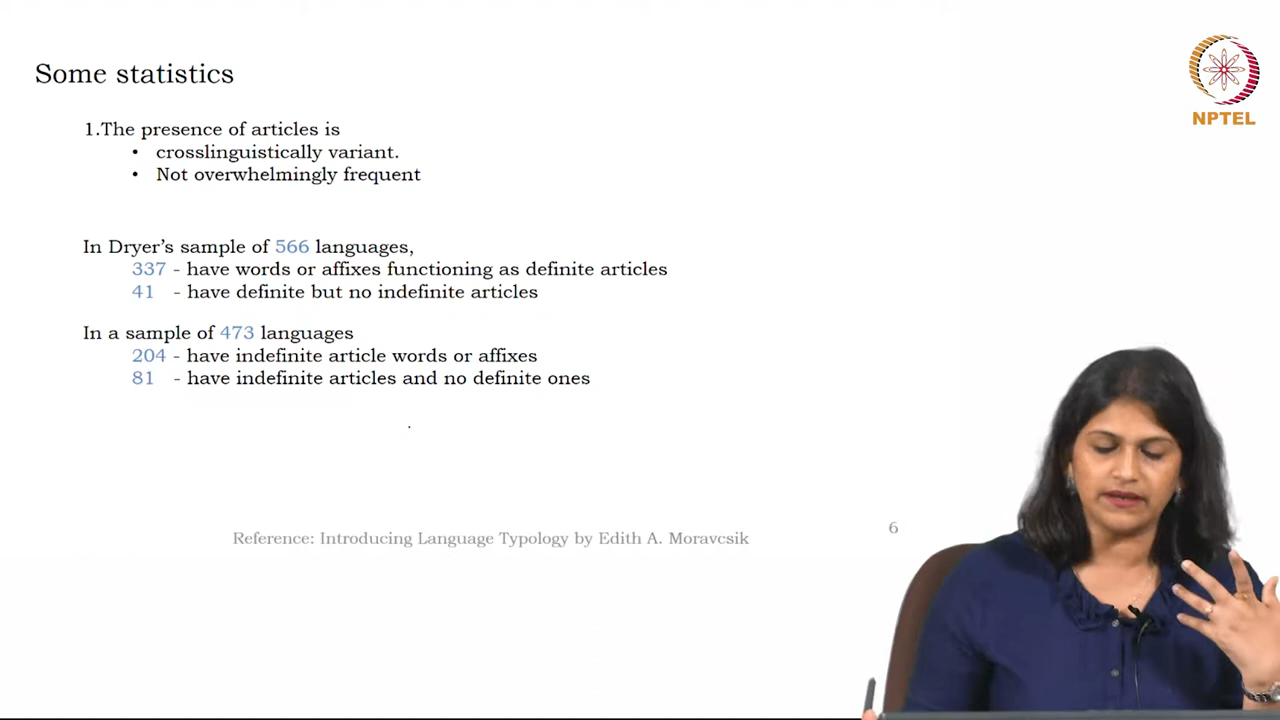 Some statistics
NPTEL
1.The presence of articles is
• crosslinguistically variant.
• Not overwhelmingly frequent
In Dryer's sample of 566 languages,
337 - have words or affixes functioning as definite articles
41 - have definite but no indefinite articles
In a sample of 473 languages
204 - have indefinite article words or affixes
81 - have indefinite articles and no definite ones
Reference: Introducing Language Typology by Edith A. Moravcsik
6